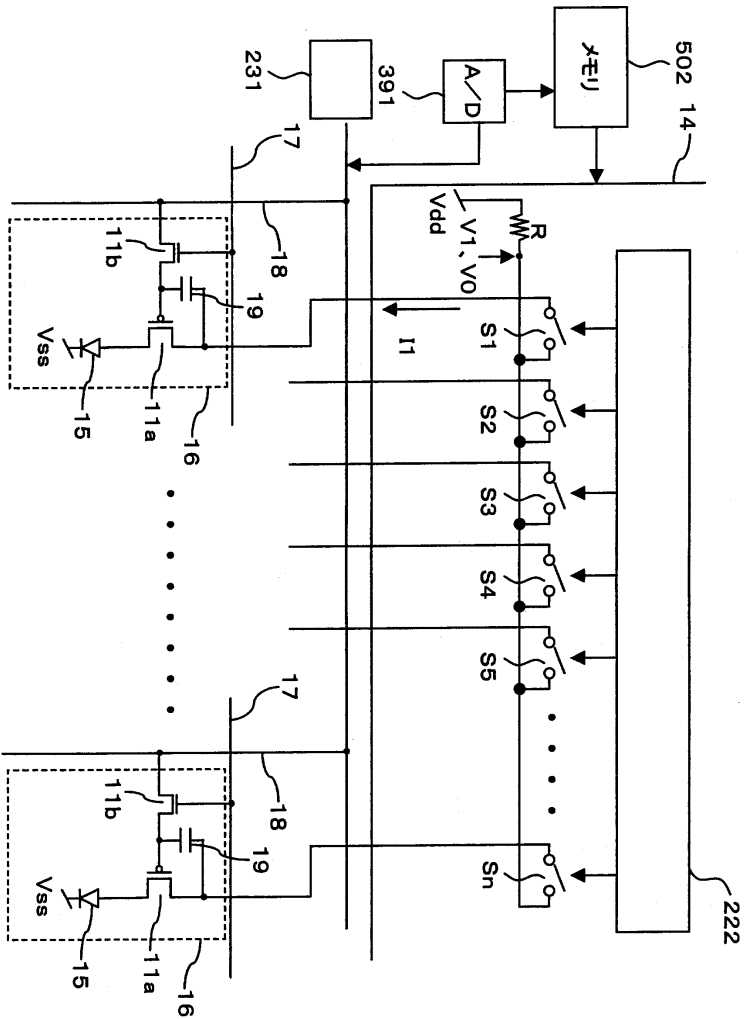 メモリ
502
14
A/D
391
231
Vdd
R
V1、V0
I1
S1
S2
S3
S4
S5
Sn
222
17
18
11b
19
11a
Vss
15
16
17
18
11b
19
11a
Vss
15
16